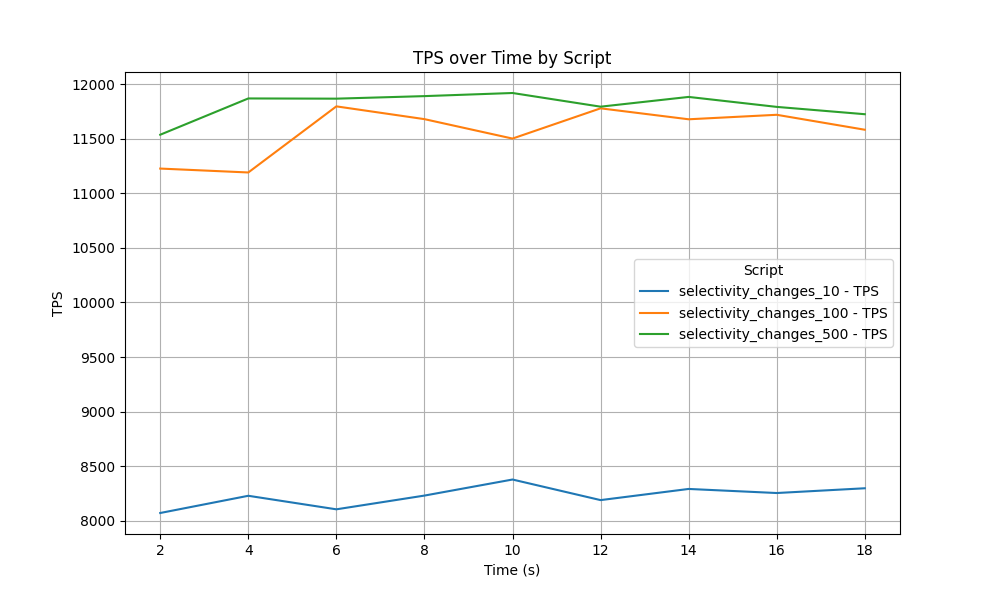 TPS over Time by Script
TPS
12000
11500
11000
10500
10000
9500
9000
8500
8000
Script
selectivity_changes_10 - TPS
selectivity_changes_100 - TPS
selectivity_changes_500 - TPS
2 4 6 8 10 12 14 16 18
Time (s)